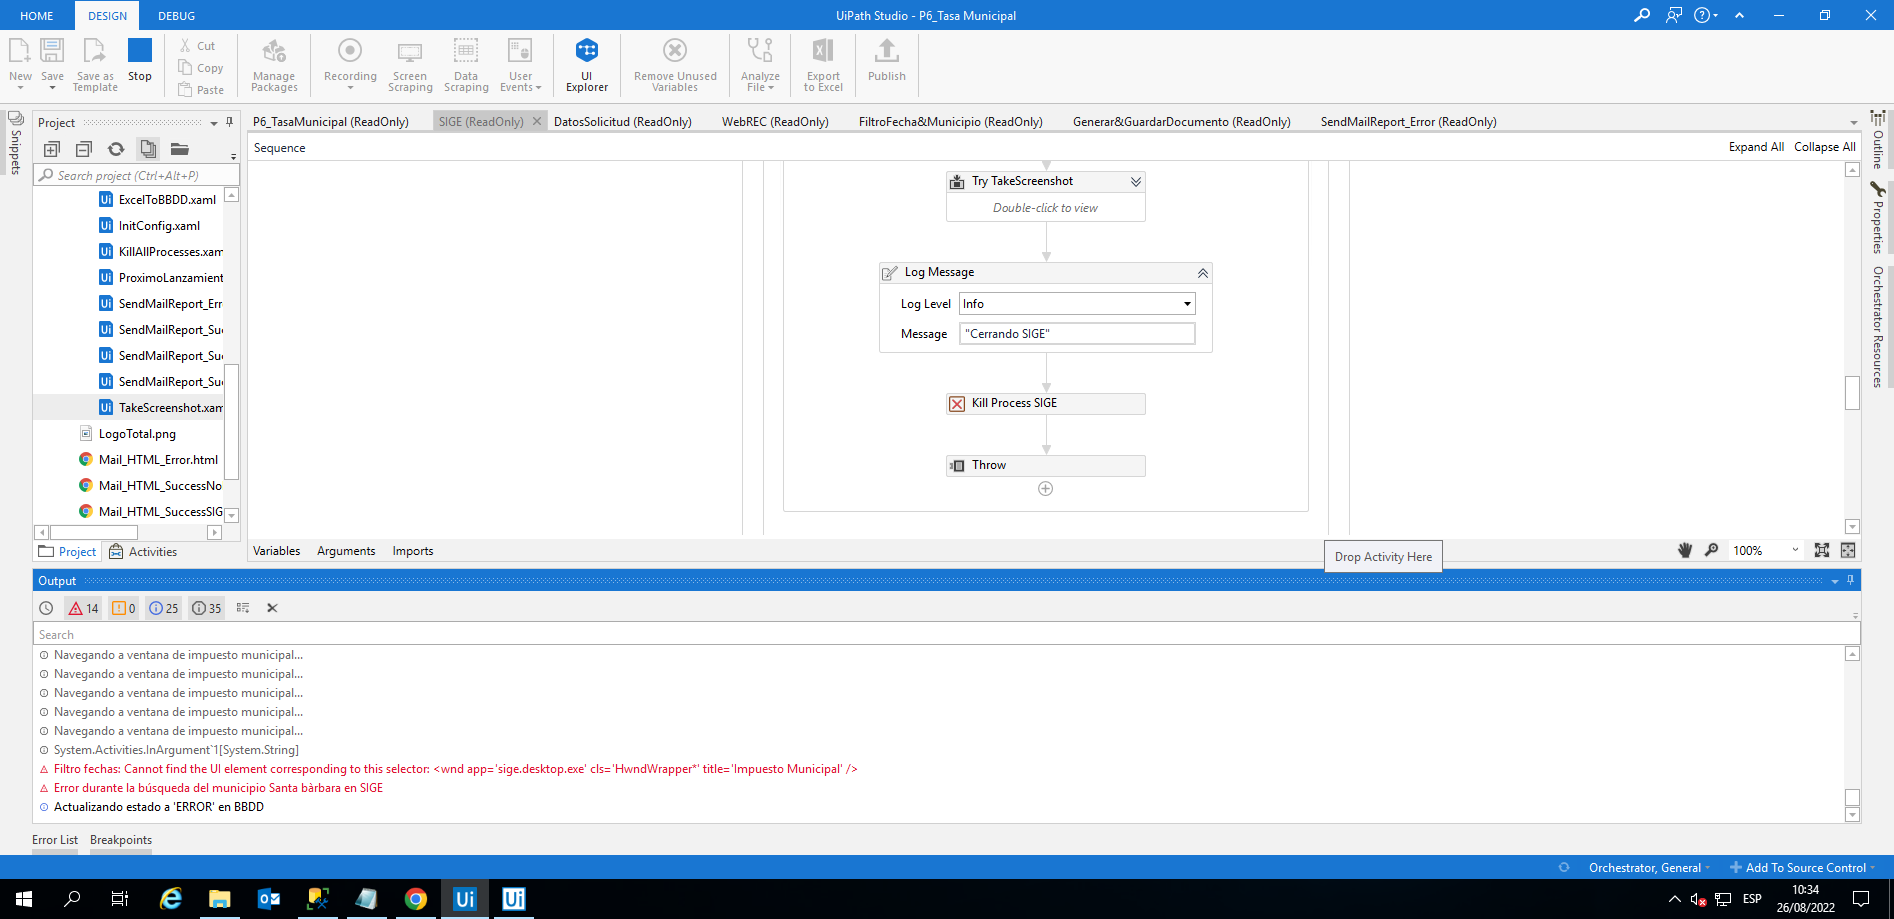 HOME
DESIGN
DEBUG
UiPath Studio - P6_Tasa Municipal
New
Save
Save as Template
Stop
Cut
Copy
Paste
Manage Packages
Recording
Screen Scraping
Data Scraping
User Events
UI Explorer
Remove Unused Variables
Analyze File
Export to Excel
Publish
Snippets
Project
Search project (Ctrl+Alt+P)
ExcelToBBDD.xaml
InitConfig.xaml
KillAllProcesses.xam
ProximoLanzamient
SendMailReport_Err
SendMailReport_Suc
SendMailReport_Suc
SendMailReport_Suc
TakeScreenshot.xam
LogoTotal.png
Mail_HTML_Error.html
Mail_HTML_SuccessNo
Mail_HTML_SuccessSIG
Project
Activities
P6_TasaMunicipal (ReadOnly)
SIGE (ReadOnly)
DatosSolicitud (ReadOnly)
WebREC (ReadOnly)
FiltroFecha&Municipio (ReadOnly)
Generar&GuardarDocumento (ReadOnly)
SendMailReport_Error (ReadOnly)
Sequence
Expand All
Collapse All
Try TakeScreenshot
Double-click to view
Log Message
Log Level
Info
Message
"Cerrando SIGE"
Kill Process SIGE
Throw
Variables
Arguments
Imports
Drop Activity Here
100%
Outline
Properties
Orchestrator Resources
Output
14
0
25
35
Search
Navegando a ventana de impuesto municipal...
Navegando a ventana de impuesto municipal...
Navegando a ventana de impuesto municipal...
Navegando a ventana de impuesto municipal...
Navegando a ventana de impuesto municipal...
System.Activities.InArgument`1[System.String]
Filtro fechas: Cannot find the UI element corresponding to this selector: <wnd app='sige.desktop.exe' cls='HwndWrapper*' title='Impuesto Municipal' />
Error durante la búsqueda del municipio Santa bàrbara en SIGE
Actualizando estado a 'ERROR' en BBDD
Error List
Breakpoints
Orchestrator, General
Add To Source Control
ESP
10:34
26/08/2022